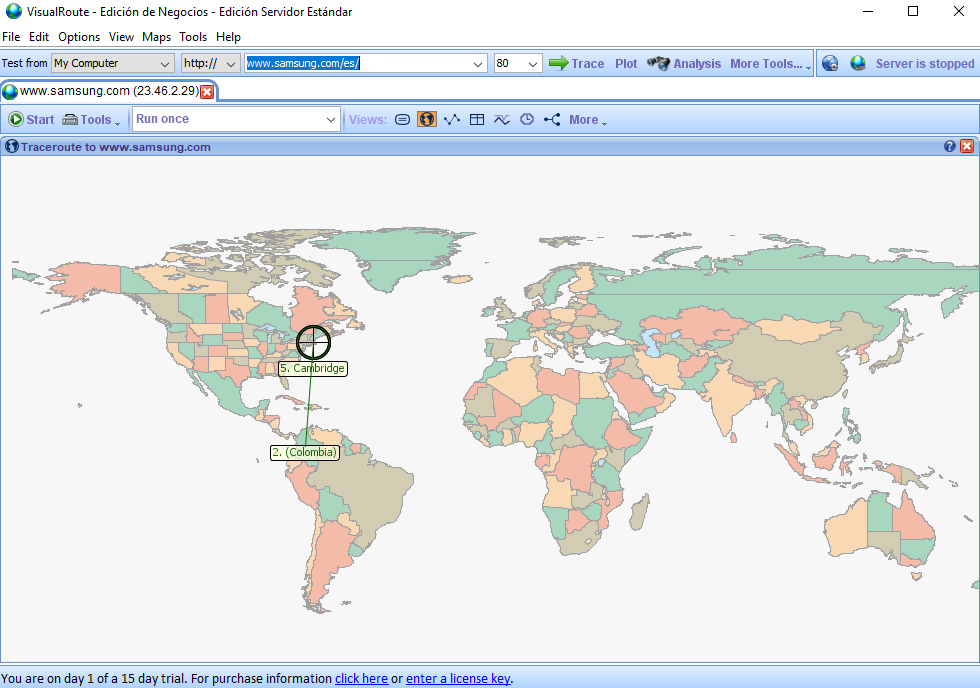 VisualRoute - Edición de Negocios - Edición Servidor Estándar
File Edit Options View Maps Tools Help
Test from My Computer http:// www.samsung.com/es/ 80 Trace Plot Analysis More Tools... Server is stopped
www.samsung.com (23.46.2.29)
Start Tools Run once Views: More
Traceroute to www.samsung.com
5. Cambridge
2. (Colombia)
You are on day 1 of a 15 day trial. For purchase information click here or enter a license key.